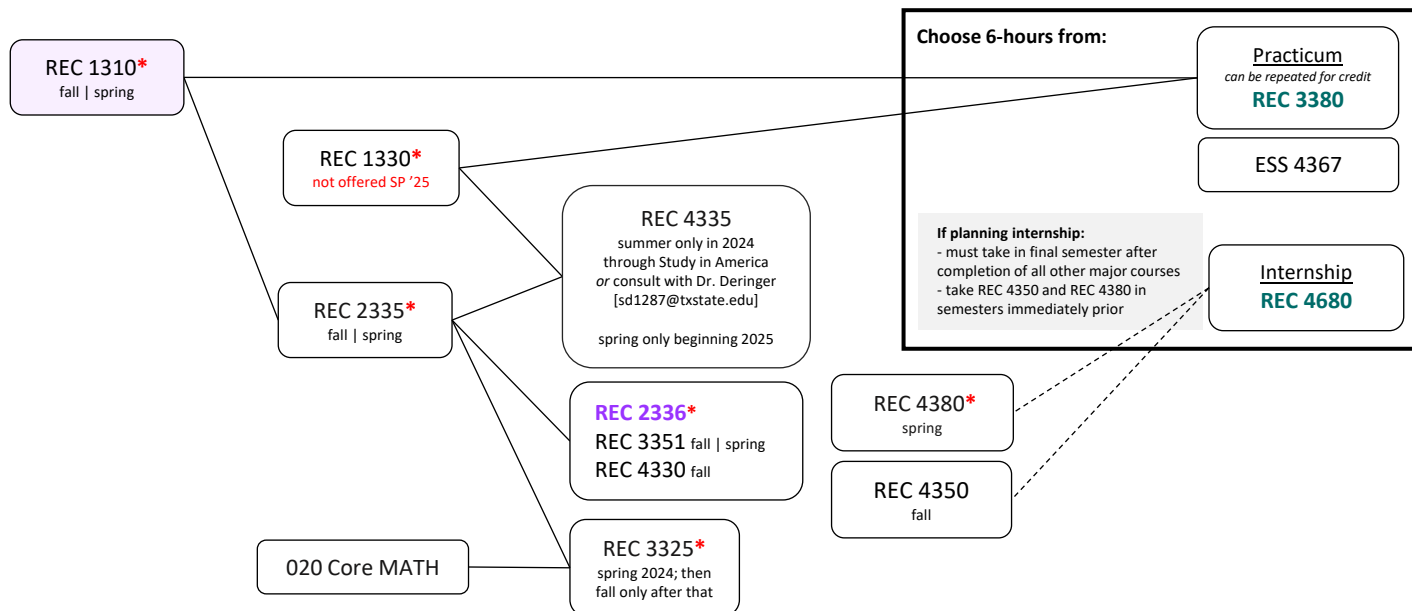 REC 1310*
fall | spring
REC 1330*
not offered SP '25
REC 2335*
fall | spring
020 Core MATH
REC 4335
summer only in 2024
through Study in America
or consult with Dr. Deringer
[sd1287@txstate.edu]
spring only beginning 2025
REC 2336*
REC 3351 fall | spring
REC 4330 fall
REC 3325*
spring 2024; then
fall only after that
REC 4380*
spring
REC 4350
fall
Choose 6-hours from:
Practicum
can be repeated for credit
REC 3380
ESS 4367
If planning internship:
- must take in final semester after
completion of all other major courses
- take REC 4350 and REC 4380 in
semesters immediately prior
Internship
REC 4680